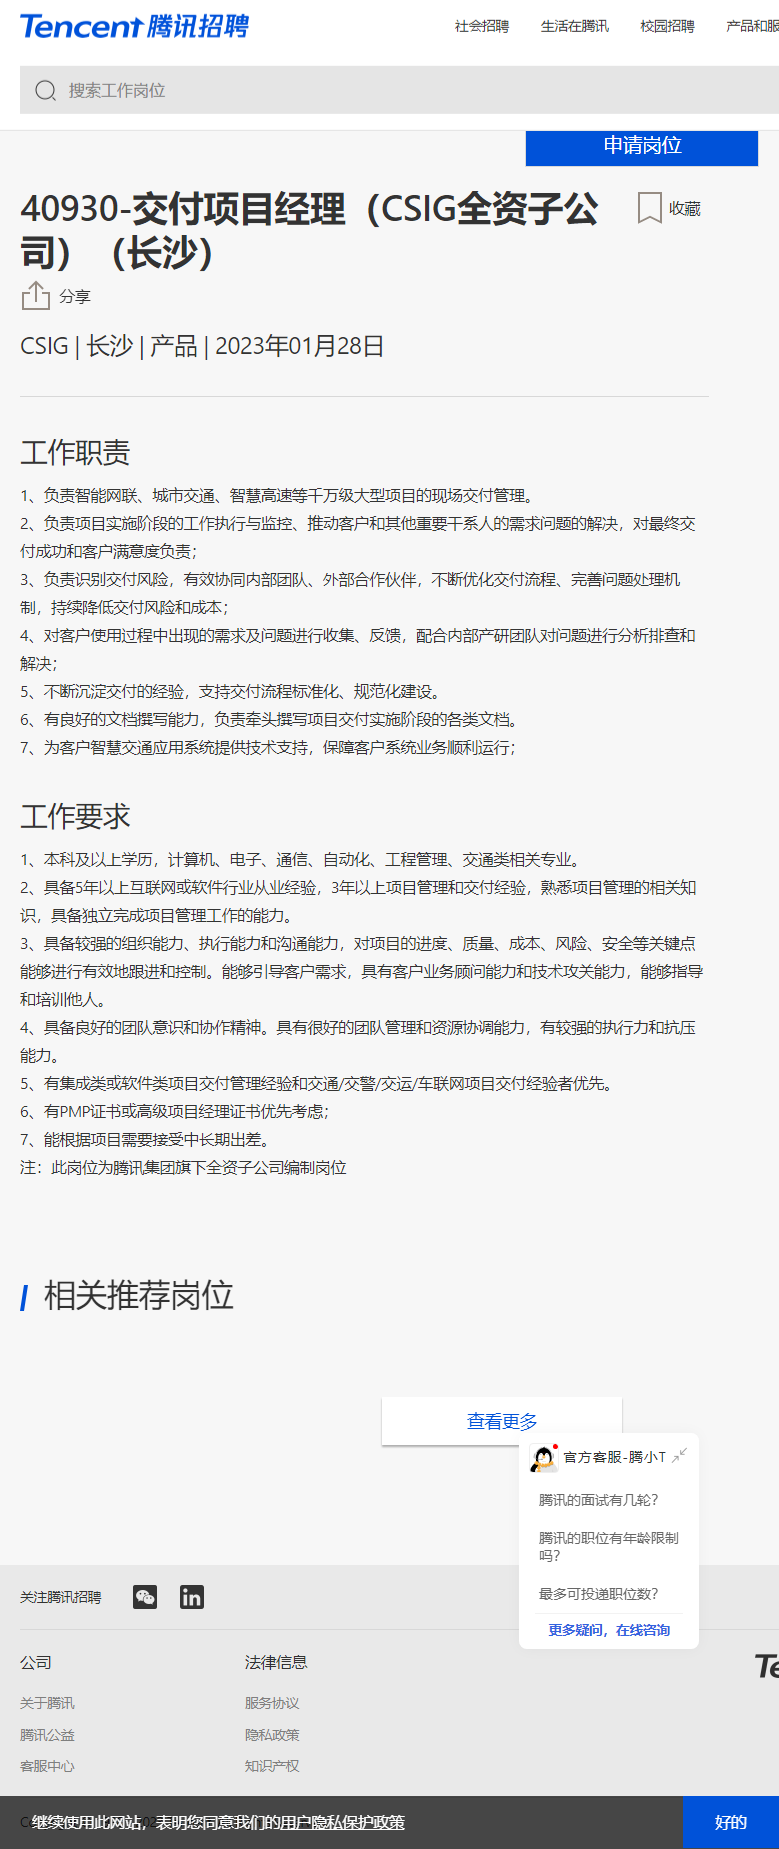 Tencent 腾讯招聘
社会招聘 生活在腾讯 校园招聘 产品和服
搜索工作岗位
申请岗位
40930-交付项目经理（CSIG全资子公
司）（长沙）
收藏
分享
CSIG | 长沙 | 产品 | 2023年01月28日
工作职责
1、负责智能网联、城市交通、智慧高速等千万级大型项目的现场交付管理。
2、负责项目实施阶段的工作执行与监控、推动客户和其他重要干系人的需求问题的解决，对最终交
付成功和客户满意度负责；
3、负责识别交付风险，有效协同内部团队、外部合作伙伴，不断优化交付流程、完善问题处理机
制，持续降低交付风险和成本；
4、对客户使用过程中出现的需求及问题进行收集、反馈，配合内部产研团队对问题进行分析排查和
解决；
5、不断沉淀交付的经验，支持交付流程标准化、规范化建设。
6、有良好的文档撰写能力，负责牵头撰写项目交付实施阶段的各类文档。
7、为客户智慧交通应用系统提供技术支持，保障客户系统业务顺利运行；
工作要求
1、本科及以上学历，计算机、电子、通信、自动化、工程管理、交通类相关专业。
2、具备5年以上互联网或软件行业从业经验，3年以上项目管理和交付经验，熟悉项目管理的相关知
识，具备独立完成项目管理工作的能力。
3、具备较强的组织能力、执行能力和沟通能力，对项目的进度、质量、成本、风险、安全等关键点
能够进行有效地跟进和控制。能够引导客户需求，具有客户业务顾问能力和技术攻关能力，能够指导
和培训他人。
4、具备良好的团队意识和协作精神。具有很好的团队管理和资源协调能力，有较强的执行力和抗压
能力。
5、有集成类或软件类项目交付管理经验和交通/交警/交运/车联网项目交付经验者优先。
6、有PMP证书或高级项目经理证书优先考虑；
7、能根据项目需要接受中长期出差。
注：此岗位为腾讯集团旗下全资子公司编制岗位
相关推荐岗位
查看更多
官方客服-腾小T
腾讯的面试有几轮？
腾讯的职位有年龄限制
吗？
最多可投递职位数？
更多疑问，在线咨询
关注腾讯招聘
in
公司 法律信息
Te
关于腾讯 服务协议
腾讯公益 隐私政策
客服中心 知识产权
继续使用此网站，表明您同意我们的用户隐私保护政策
好的